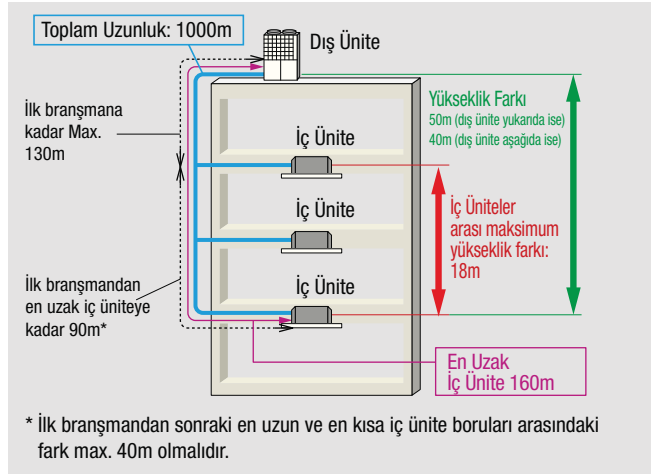 Toplam Uzunluk: 1000m
Dış Ünite
İlk branşmana
kadar Max.
130m
Yükseklik Farkı
50m (dış ünite yukarıda ise)
40m (dış ünite aşağıda ise)
İç Ünite
İç Ünite
İç Üniteler
arası maksimum
yükseklik farkı:
18m
İç Ünite
İlk branşmandan
en uzak iç üniteye
kadar 90m*
En Uzak
İç Ünite 160m
* İlk branşmandan sonraki en uzun ve en kısa iç ünite boruları arasındaki
fark max. 40m olmalıdır.